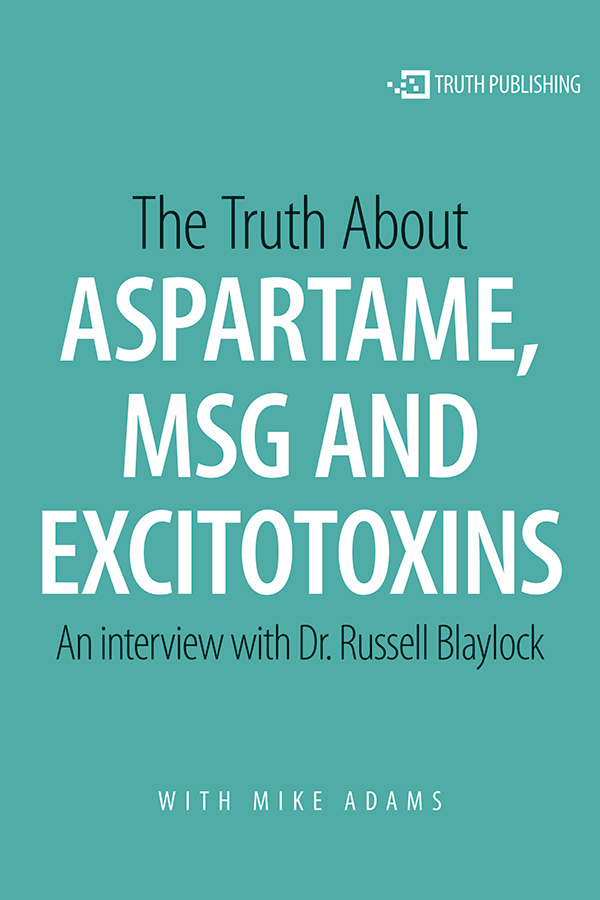 TRUTH PUBLISHING
The Truth About
ASPARTAME,
MSG AND
EXCITOTOXINS
An interview with Dr. Russell Blaylock
WITH MIKE ADAMS